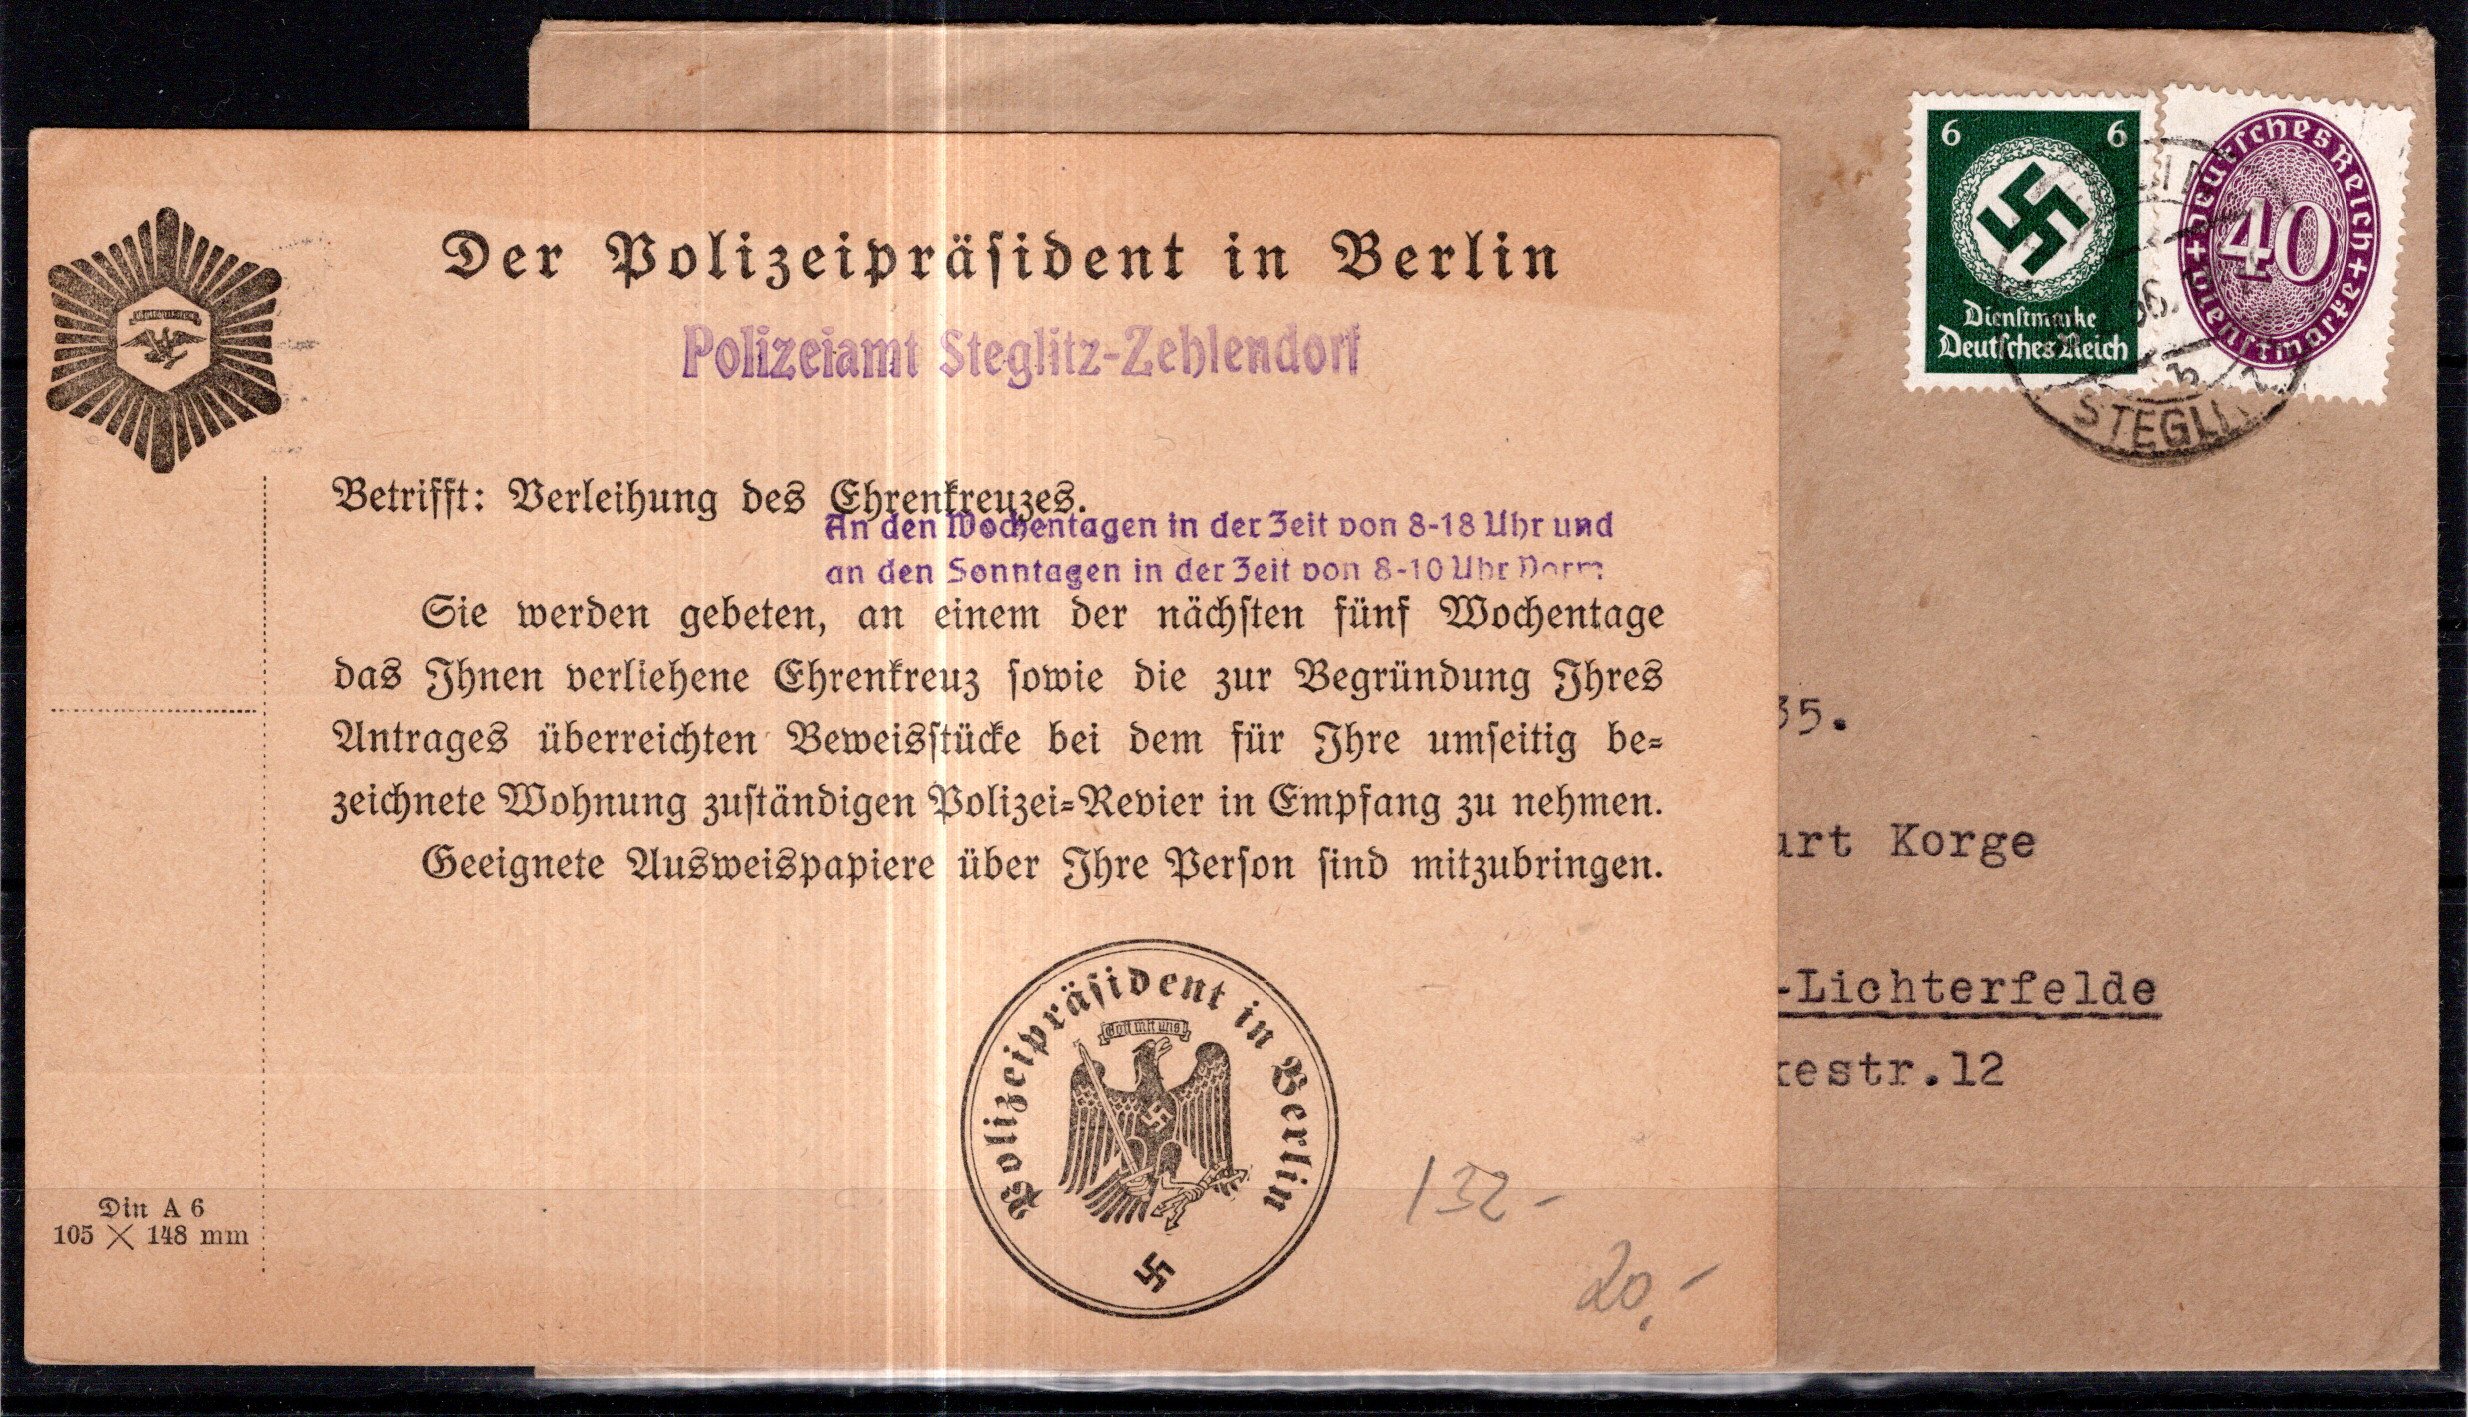 6 6
Dienstmarke
Deutsches Reich
Deutsches Reich + Dienstmarke +
40
STEGLI
Der Polizeipräsident in Berlin
Polizeiamt Steglitz-Zehlendorf
Betrifft: Verleihung des Ehrenkreuzes.
An den Wochentagen in der Zeit von 8-18 Uhr und
an den Sonntagen in der Zeit von 8-10 Uhr Vorm
Sie werden gebeten, an einem der nächsten fünf Wochentage
das Ihnen verliehene Ehrenkreuz sowie die zur Begründung Ihres
Antrages überreichten Beweisstücke bei dem für Ihre umseitig be-
zeichnete Wohnung zuständigen Polizei-Revier in Empfang zu nehmen.
Geeignete Ausweispapiere über Ihre Person sind mitzubringen.
Polizeipräsident in Berlin
Gott mit uns!
Din A 6
105 X 148 mm
132-
20,-
35.
urt Korge
-Lichterfelde
kestr.12